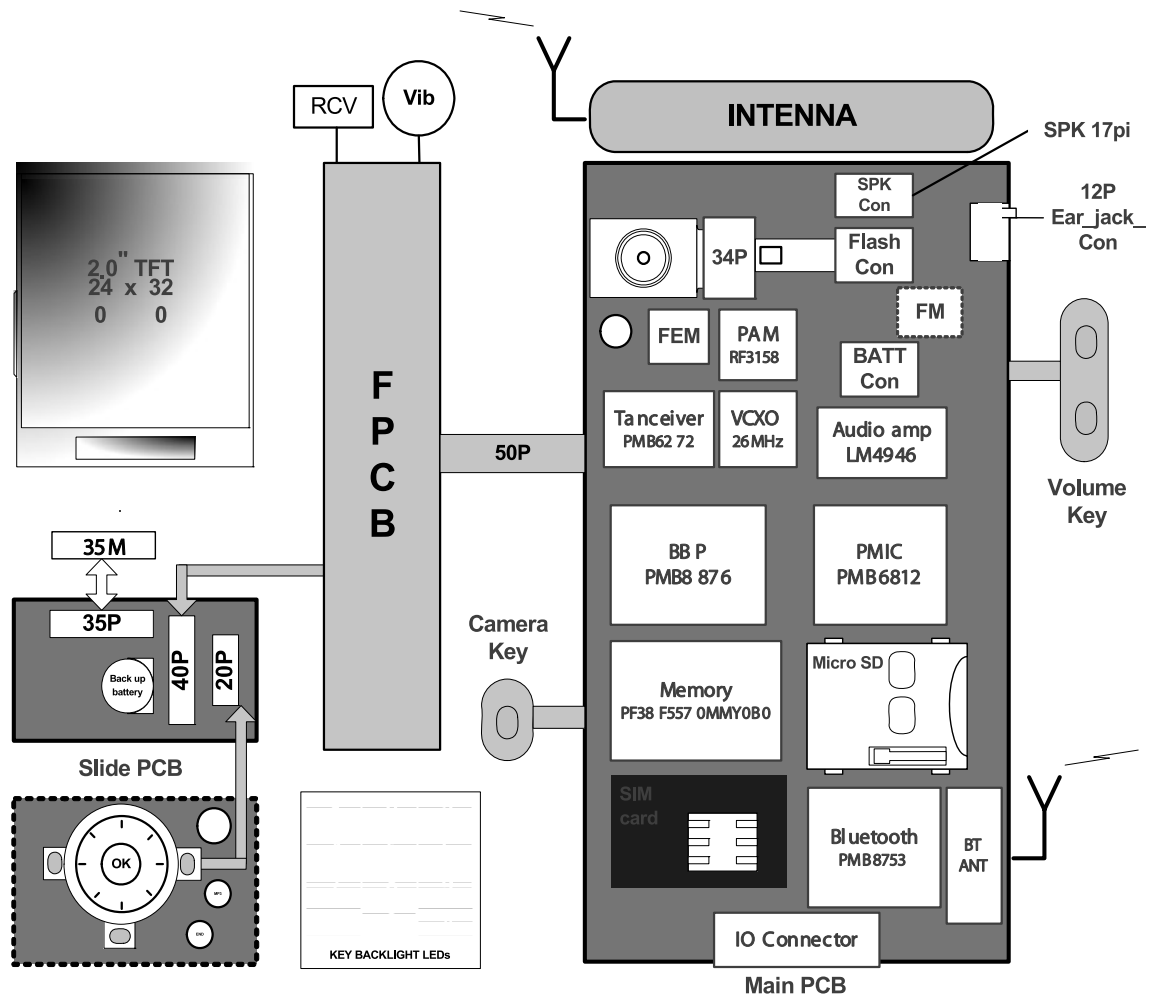 RCV
Vib
INTENNA
SPK 17pi
12P
Ear_jack_
Con
SPK
Con
34P
Flash
Con
FM
2.0" TFT
24 x 32
0 0
FEM
PAM
RF3158
BATT
Con
F
P
C
B
50P
Tanceiver
PMB62 72
VCXO
26MHz
Audio amp
LM4946
Volume
Key
35M
35P
40P
20P
Back up
battery
Slide PCB
BB P
PMB8 876
PMIC
PMB6812
Camera
Key
Memory
PF38 F557 0MMY0B0
Micro SD
SIM
card
Bluetooth
PMB8753
BT
ANT
OK
MP3
END
KEY BACKLIGHT LEDs
IO Connector
Main PCB